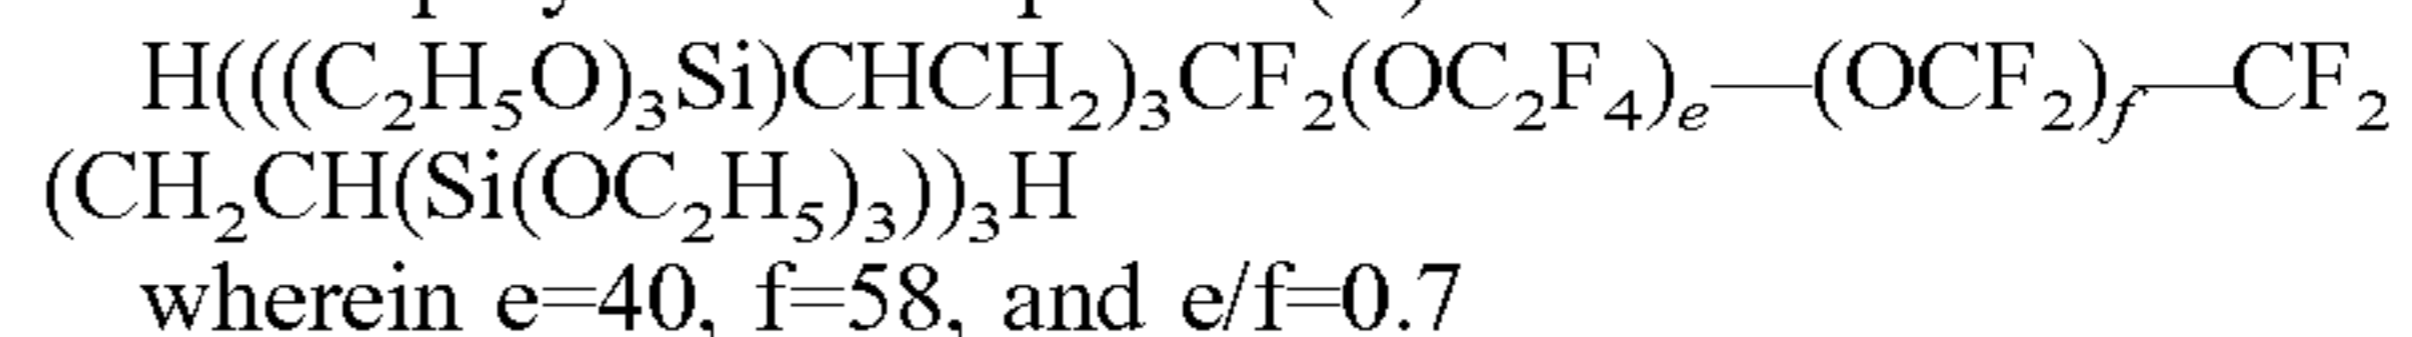 H(((C₂H₅O)₃Si)CHCH₂)₃CF₂(OC₂F₄)ₑ—(OCF₂)f—CF₂
(CH₂CH(Si(OC₂H₅)₃))₃H
wherein e=40, f=58, and e/f=0.7